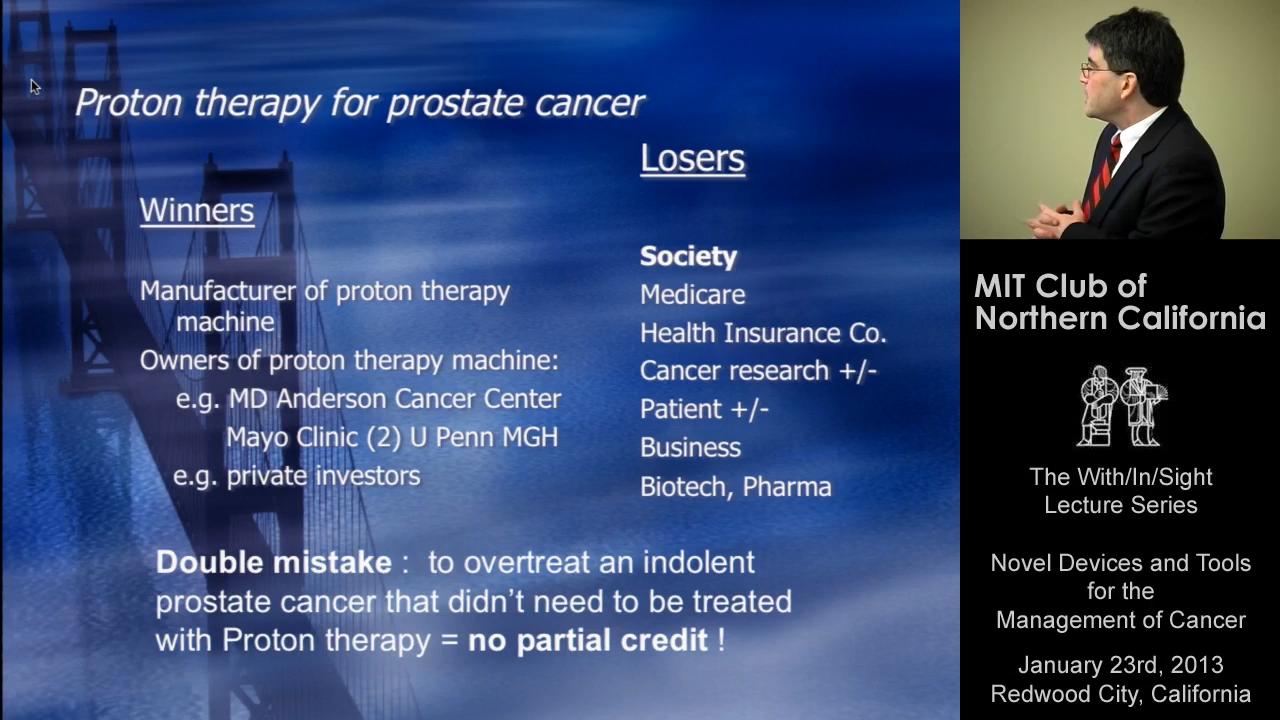 Proton therapy for prostate cancer
Winners
Manufacturer of proton therapy
machine
Owners of proton therapy machine:
e.g. MD Anderson Cancer Center
Mayo Clinic (2) U Penn MGH
e.g. private investors
Losers
Society
Medicare
Health Insurance Co.
Cancer research +/-
Patient +/-
Business
Biotech, Pharma
Double mistake :  to overtreat an indolent
prostate cancer that didn’t need to be treated
with Proton therapy = no partial credit !
MIT Club of
Northern California
The With/In/Sight
Lecture Series
Novel Devices and Tools
for the
Management of Cancer
January 23rd, 2013
Redwood City, California